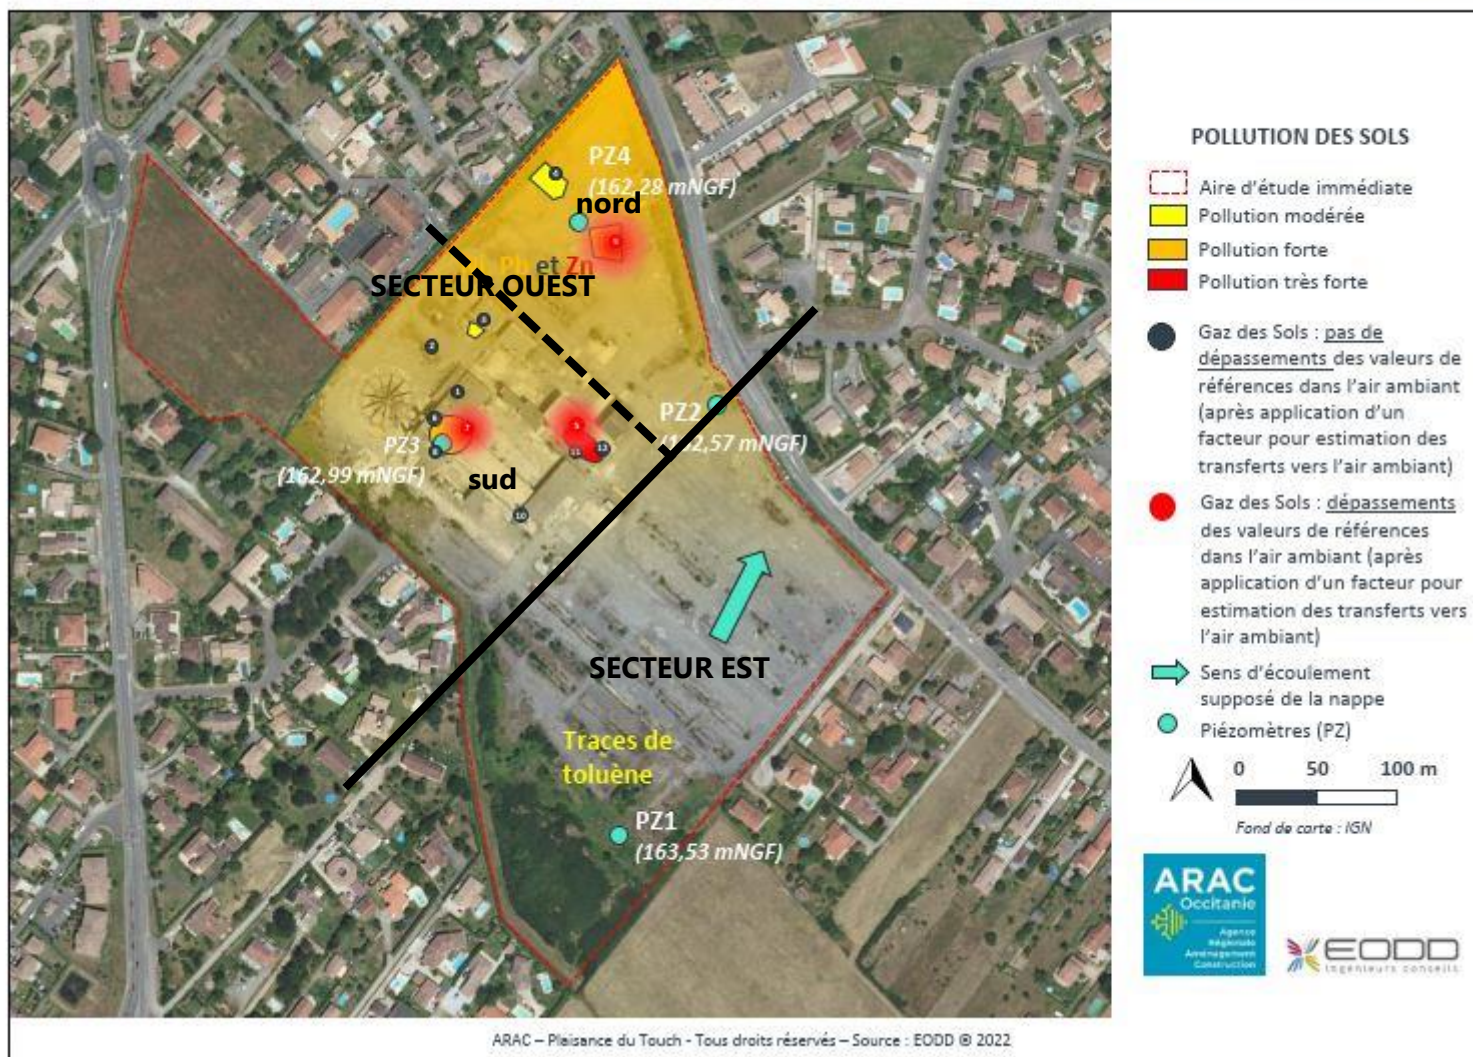 PZ4
(162,28 mNGF)
nord
Pb et Zn
SECTEUR OUEST
PZ2
PZ3
(162,99 mNGF)
sud
10
SECTEUR EST
Traces de
toluène
PZ1
(163,53 mNGF)
POLLUTION DES SOLS
Aire d'étude immédiate
Pollution modérée
Pollution forte
Pollution très forte
Gaz des Sols : pas de
dépassements des valeurs de
références dans l'air ambiant
(après application d'un
facteur pour estimation des
transferts vers l'air ambiant)
Gaz des Sols : dépassements
des valeurs de références
dans l'air ambiant (après
application d'un facteur pour
estimation des transferts vers
l'air ambiant)
Sens d'écoulement
supposé de la nappe
Piézomètres (PZ)
0 50 100 m
Fond de carte : IGN
ARAC
Occitanie
Agence
Régionale
Aménagement
Construction
EODD
ingénieurs conseils
ARAC – Plaisance du Touch - Tous droits réservés – Source : EODD ® 2022